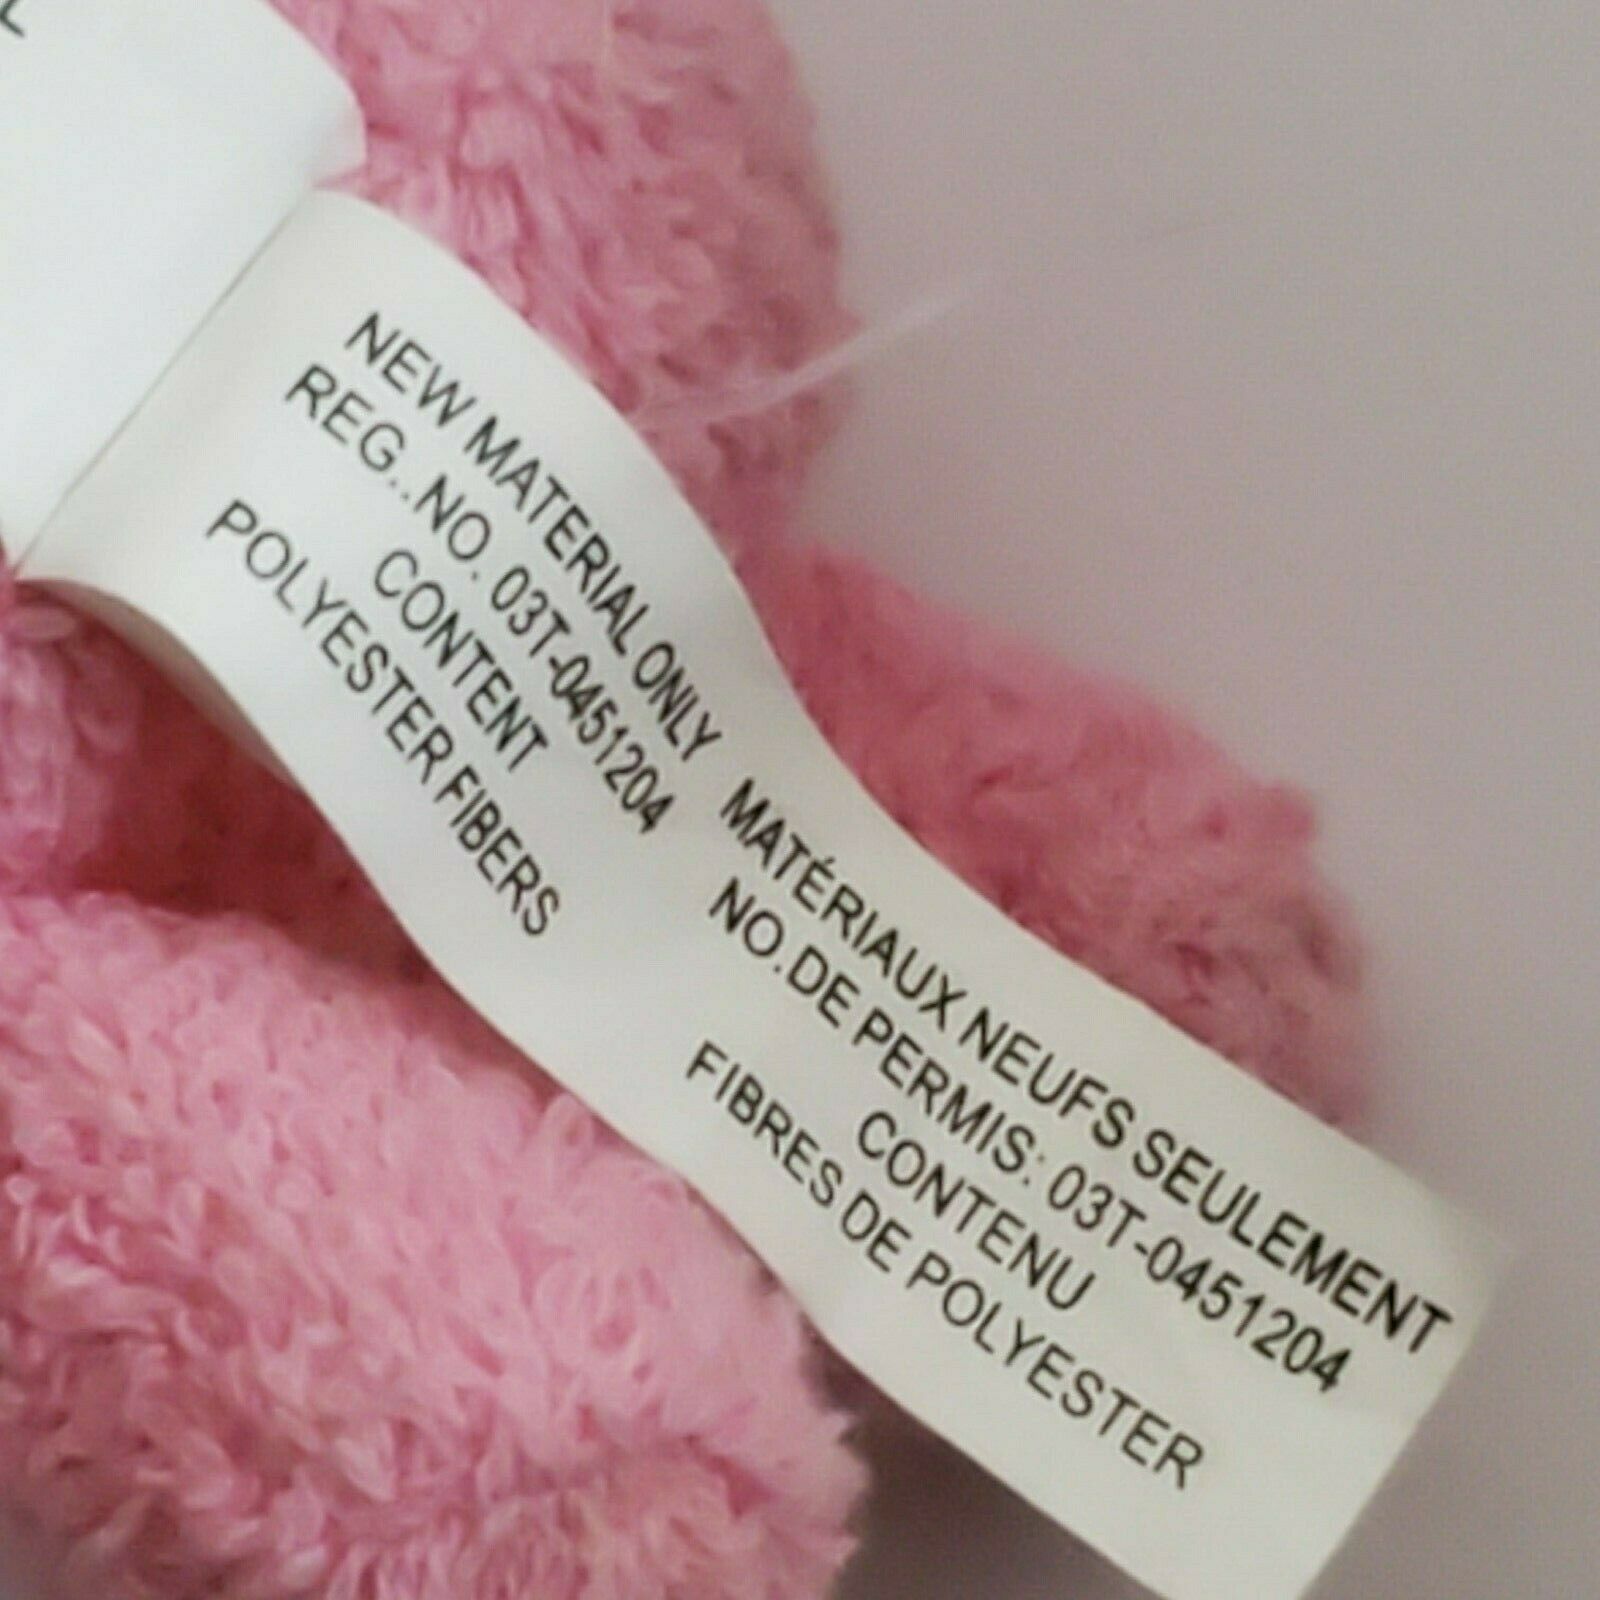 NEW MATERIAL ONLY
REG..NO. 03T-0451204
CONTENT
POLYESTER FIBERS
MATÉRIAUX NEUFS SEULEMENT
NO.DE PERMIS: 03T-0451204
CONTENU
FIBRES DE POLYESTER